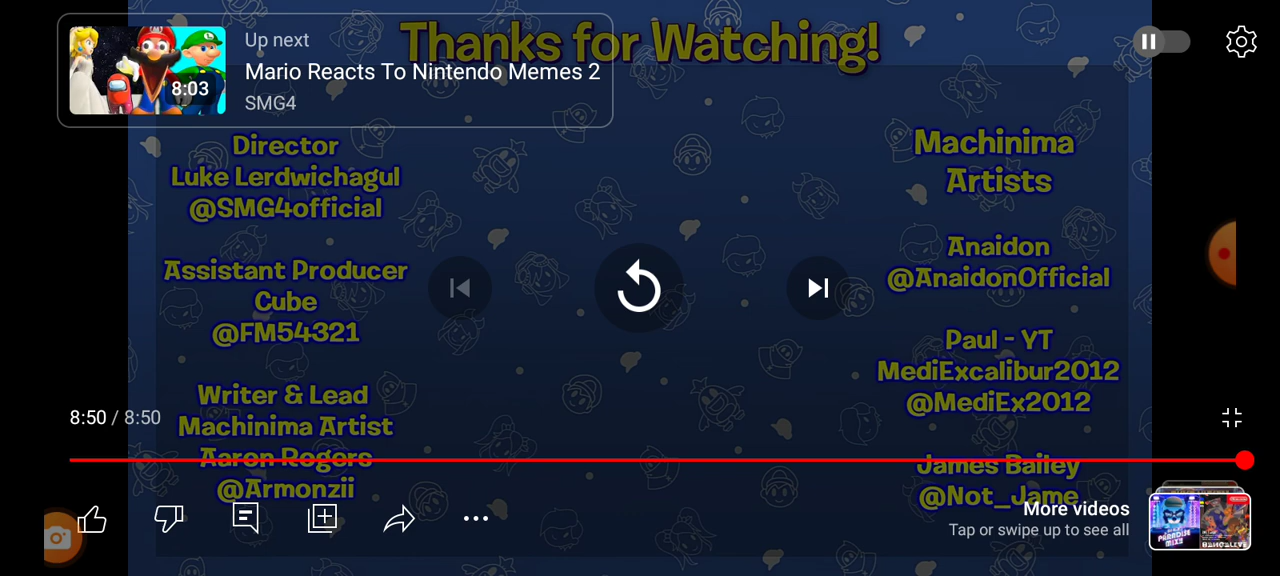 Thanks for Watching!
Up next
Mario Reacts To Nintendo Memes 2
SMG4
8:03
Director
Luke Lerdwichagul
@SMG4official
Assistant Producer
Cube
@FM54321
Writer & Lead
Machinima Artist
Aaron Rogers
@Armonzii
Machinima
Artists
Anaidon
@AnaidonOfficial
Paul - YT
MediExcalibur2012
@MediEx2012
James Bailey
@Not_Jame
8:50 / 8:50
More videos
Tap or swipe up to see all